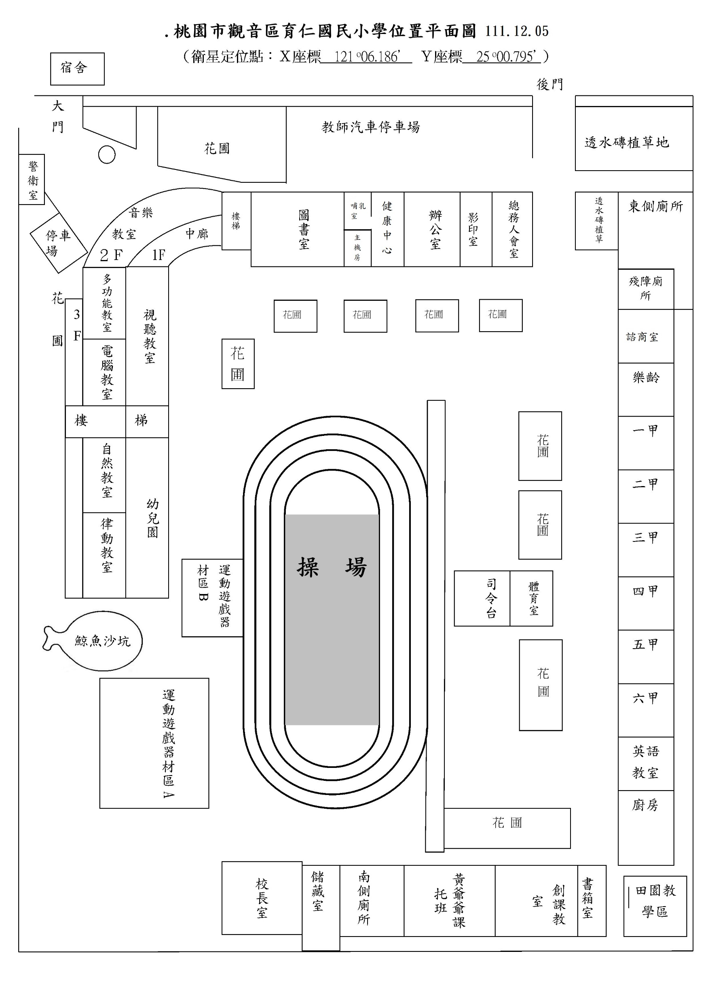 .桃園市觀音區育仁國民小學位置平面圖 111.12.05
（衛星定位點：X座標 121°06.186’ Y座標 25°00.795’）
宿舍
後門
大門
教師汽車停車場
花圃
透水磚植草地
警衛室
停車場
音樂
教室
2F
中廊
1F
樓梯
圖書室
哺乳室
主機房
健康中心
辦公室
影印室
總務人會室
透水磚植草
東側廁所
殘障廁所
花圃
3F
多功能教室
視聽教室
電腦教室
花圃
花圃
花圃
花圃
花圃
諮商室
樂齡
樓梯
一甲
花圃
自然教室
二甲
幼兒園
花圃
律動教室
三甲
操場
運動遊戲器材區B
司令台
體育室
四甲
鯨魚沙坑
五甲
花圃
運動遊戲器材區A
六甲
英語
教室
廚房
花圃
校長室
儲藏室
南側廁所
黃爺爺課托班
創課教室
書箱室
田園教
學區